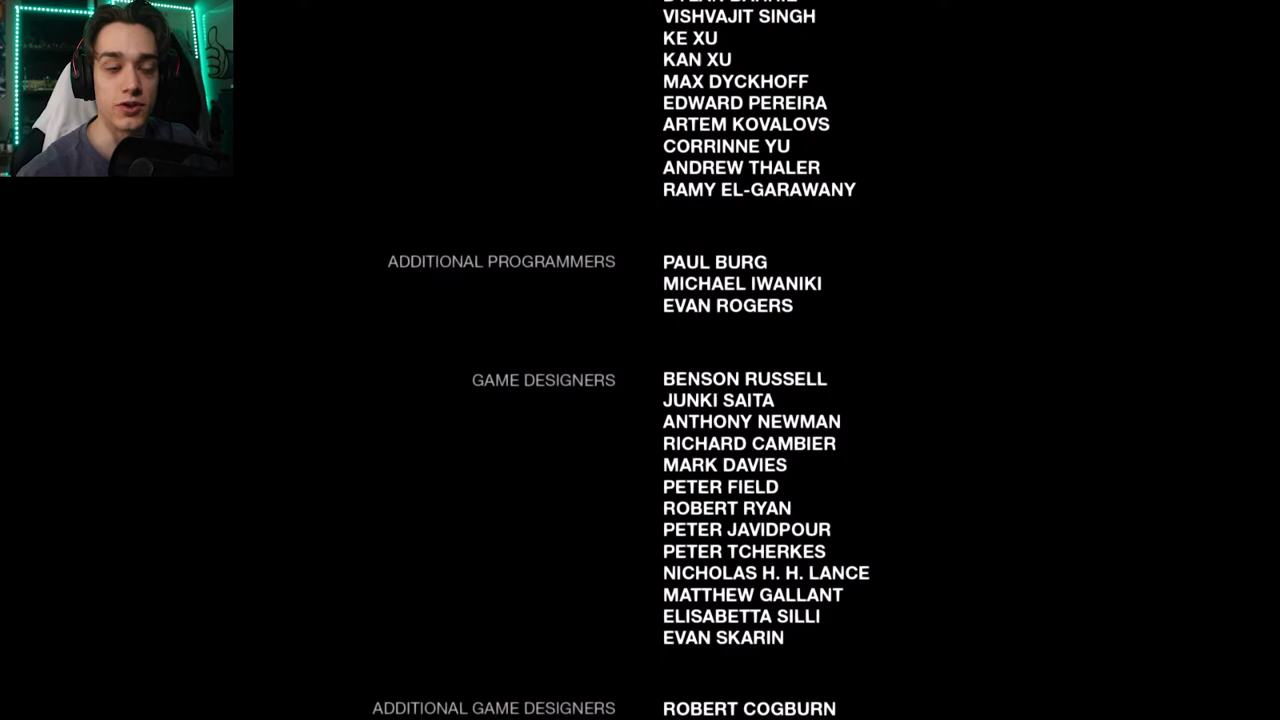 VISHVAJIT SINGH
KE XU
KAN XU
MAX DYCKHOFF
EDWARD PEREIRA
ARTEM KOVALOVS
CORRINNE YU
ANDREW THALER
RAMY EL-GARAWANY
ADDITIONAL PROGRAMMERS PAUL BURG
MICHAEL IWANIKI
EVAN ROGERS
GAME DESIGNERS BENSON RUSSELL
JUNKI SAITA
ANTHONY NEWMAN
RICHARD CAMBIER
MARK DAVIES
PETER FIELD
ROBERT RYAN
PETER JAVIDPOUR
PETER TCHERKES
NICHOLAS H. H. LANCE
MATTHEW GALLANT
ELISABETTA SILLI
EVAN SKARIN
ADDITIONAL GAME DESIGNERS ROBERT COGBURN